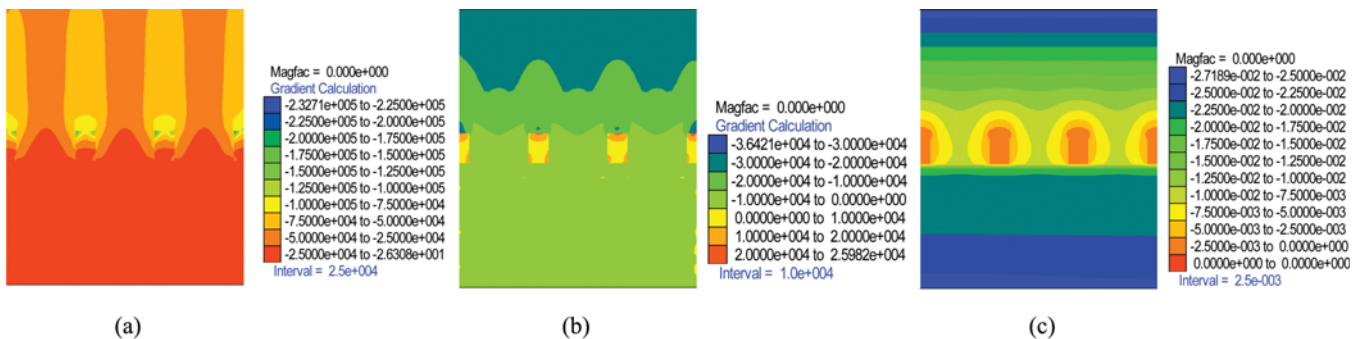 Magfac = 0.000e+000
Gradient Calculation
-2.3271e+005 to -2.2500e+005
-2.2500e+005 to -2.0000e+005
-2.0000e+005 to -1.7500e+005
-1.7500e+005 to -1.5000e+005
-1.5000e+005 to -1.2500e+005
-1.2500e+005 to -1.0000e+005
-1.0000e+005 to -7.5000e+004
-7.5000e+004 to -5.0000e+004
-5.0000e+004 to -2.5000e+004
-2.5000e+004 to -2.6308e+001
Interval = 2.5e+004
(a)
Magfac = 0.000e+000
Gradient Calculation
-3.6421e+004 to -3.0000e+004
-3.0000e+004 to -2.0000e+004
-2.0000e+004 to -1.0000e+004
-1.0000e+004 to 0.0000e+000
0.0000e+000 to 1.0000e+004
1.0000e+004 to 2.0000e+004
2.0000e+004 to 2.5982e+004
Interval = 1.0e+004
(b)
Magfac = 0.000e+000
-2.7189e-002 to -2.5000e-002
-2.5000e-002 to -2.2500e-002
-2.2500e-002 to -2.0000e-002
-2.0000e-002 to -1.7500e-002
-1.7500e-002 to -1.5000e-002
-1.5000e-002 to -1.2500e-002
-1.2500e-002 to -1.0000e-002
-1.0000e-002 to -7.5000e-003
-7.5000e-003 to -5.0000e-003
-5.0000e-003 to -2.5000e-003
-2.5000e-003 to 0.0000e+000
0.0000e+000 to 0.0000e+000
Interval = 2.5e-003
(c)